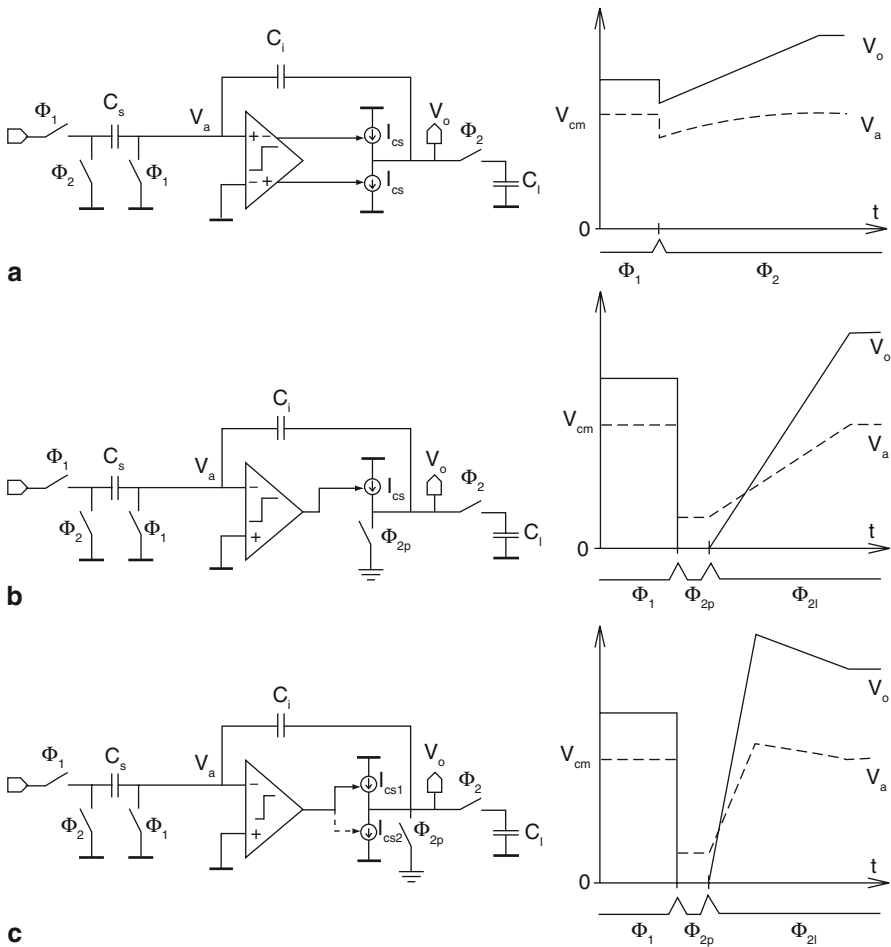 C_i
V_o
Φ_1
C_s
V_a
Φ_2
Φ_2
Φ_1
+ −
− +
I_cs
I_cs
C_l
V_o
V_cm
V_a
0
t
Φ_1
Φ_2
a
C_i
V_o
Φ_1
C_s
V_a
Φ_2
Φ_2
Φ_1
−
+
I_cs
Φ_2p
C_l
V_o
V_cm
V_a
0
t
Φ_1
Φ_2p
Φ_2l
b
C_i
V_o
Φ_1
C_s
V_a
Φ_2
Φ_2
Φ_1
−
+
I_cs1
I_cs2
Φ_2p
C_l
V_o
V_cm
V_a
0
t
Φ_1
Φ_2p
Φ_2l
c